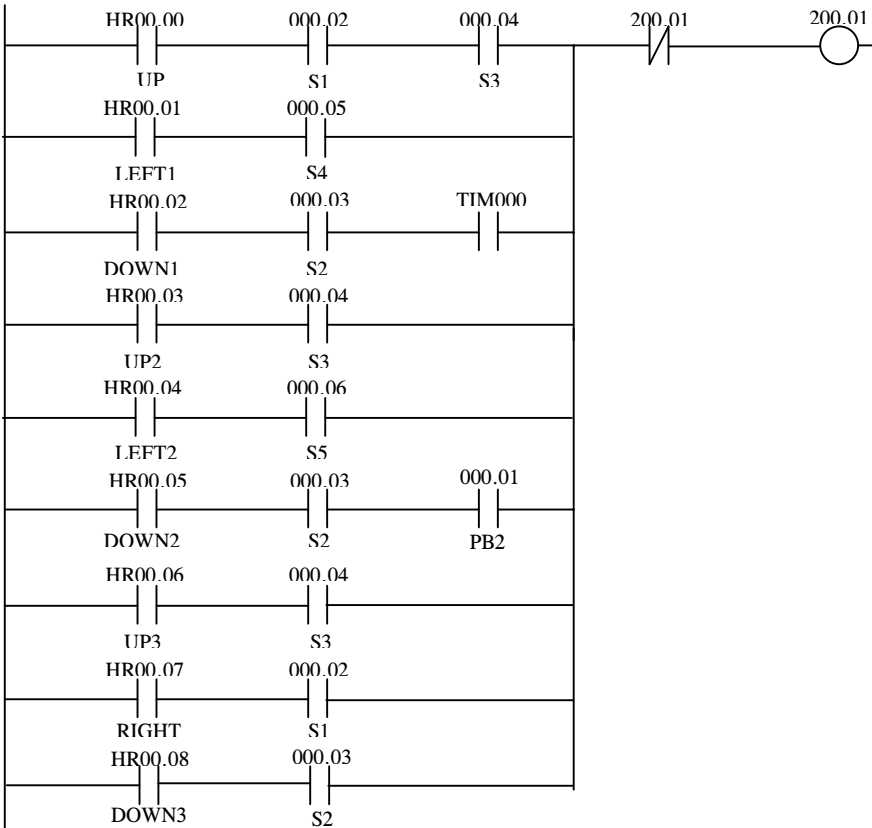 HR00.00 000.02 000.04 200.01 200.01
UP S1 S3
HR00.01 000.05
LEFT1 S4
HR00.02 000.03 TIM000
DOWN1 S2
HR00.03 000.04
UP2 S3
HR00.04 000.06
LEFT2 S5
HR00.05 000.03 000.01
DOWN2 S2 PB2
HR00.06 000.04
UP3 S3
HR00.07 000.02
RIGHT S1
HR00.08 000.03
DOWN3 S2